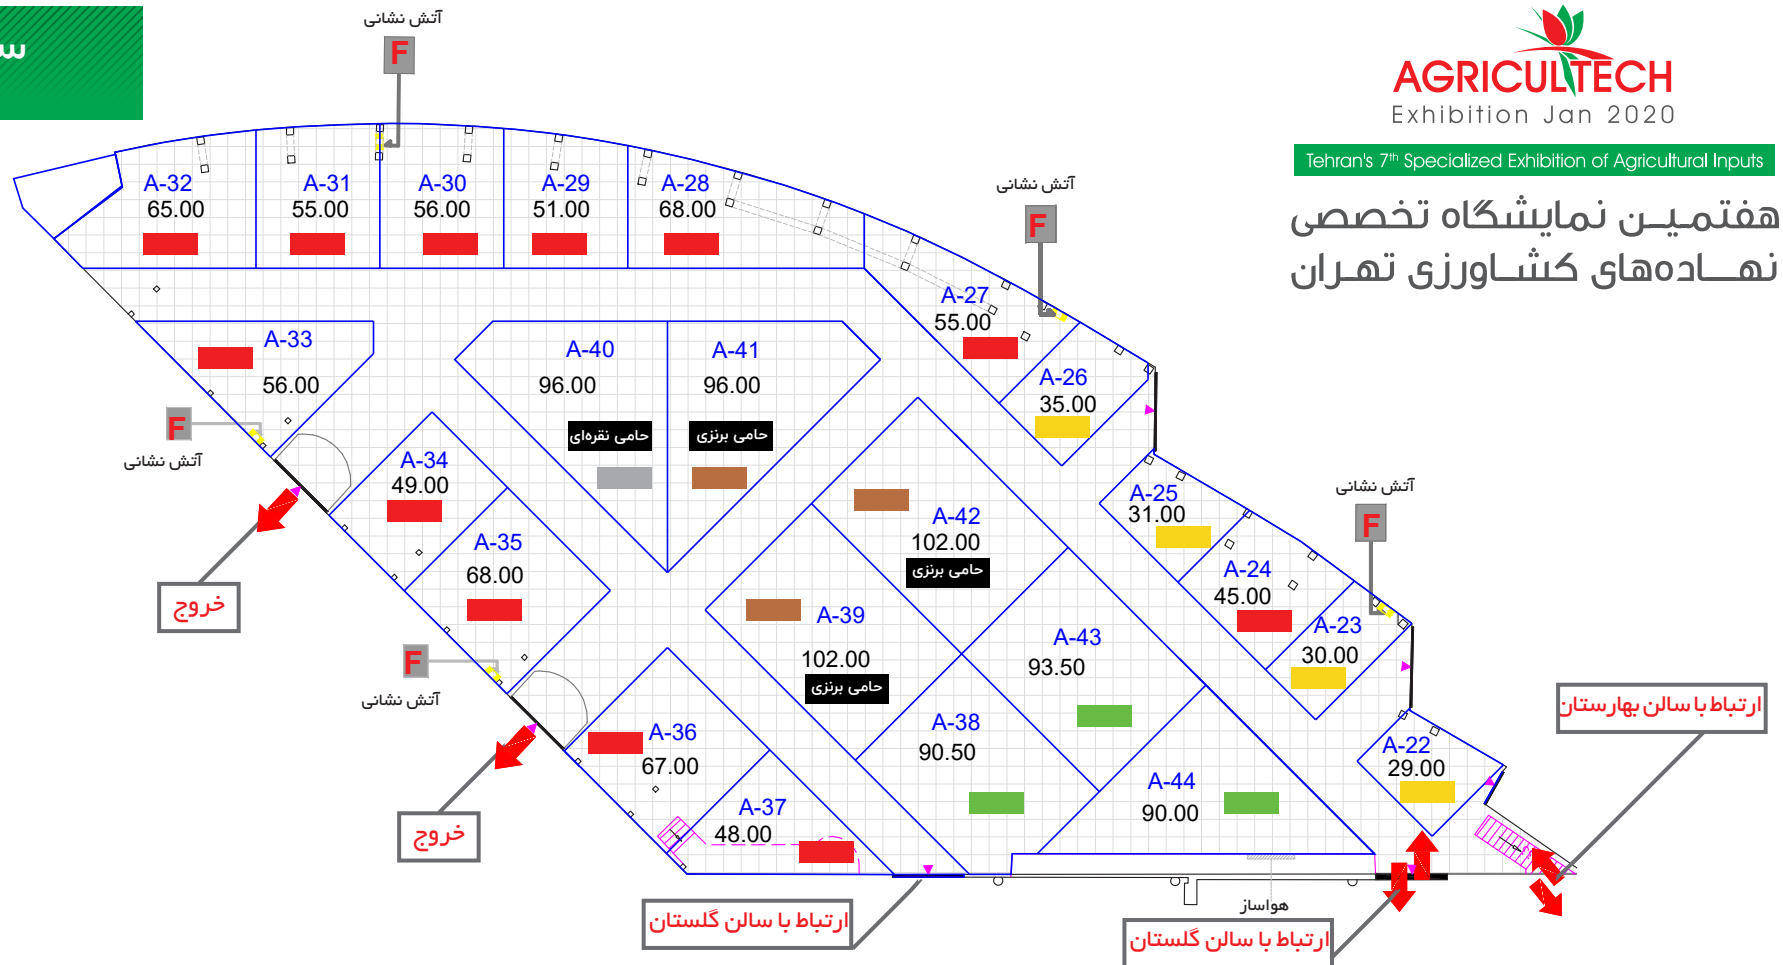 آتش نشانی
F
AGRICULTECH
Exhibition Jan 2020
Tehran's 7th Specialized Exhibition of Agricultural Inputs
هفتمین نمایشگاه تخصصی
نهاده‌های کشاورزی تهران
A-32
65.00
A-31
55.00
A-30
56.00
A-29
51.00
A-28
68.00
آتش نشانی
F
A-27
55.00
A-26
35.00
A-33
56.00
A-40
96.00
حامی نقره‌ای
A-41
96.00
حامی برنزی
F
آتش نشانی
A-34
49.00
A-35
68.00
خروج
A-42
102.00
حامی برنزی
A-39
102.00
حامی برنزی
A-25
31.00
آتش نشانی
F
A-24
45.00
A-23
30.00
A-43
93.50
F
آتش نشانی
A-36
67.00
A-38
90.50
A-44
90.00
A-22
29.00
ارتباط با سالن بهارستان
خروج
A-37
48.00
هواساز
ارتباط با سالن گلستان
ارتباط با سالن گلستان